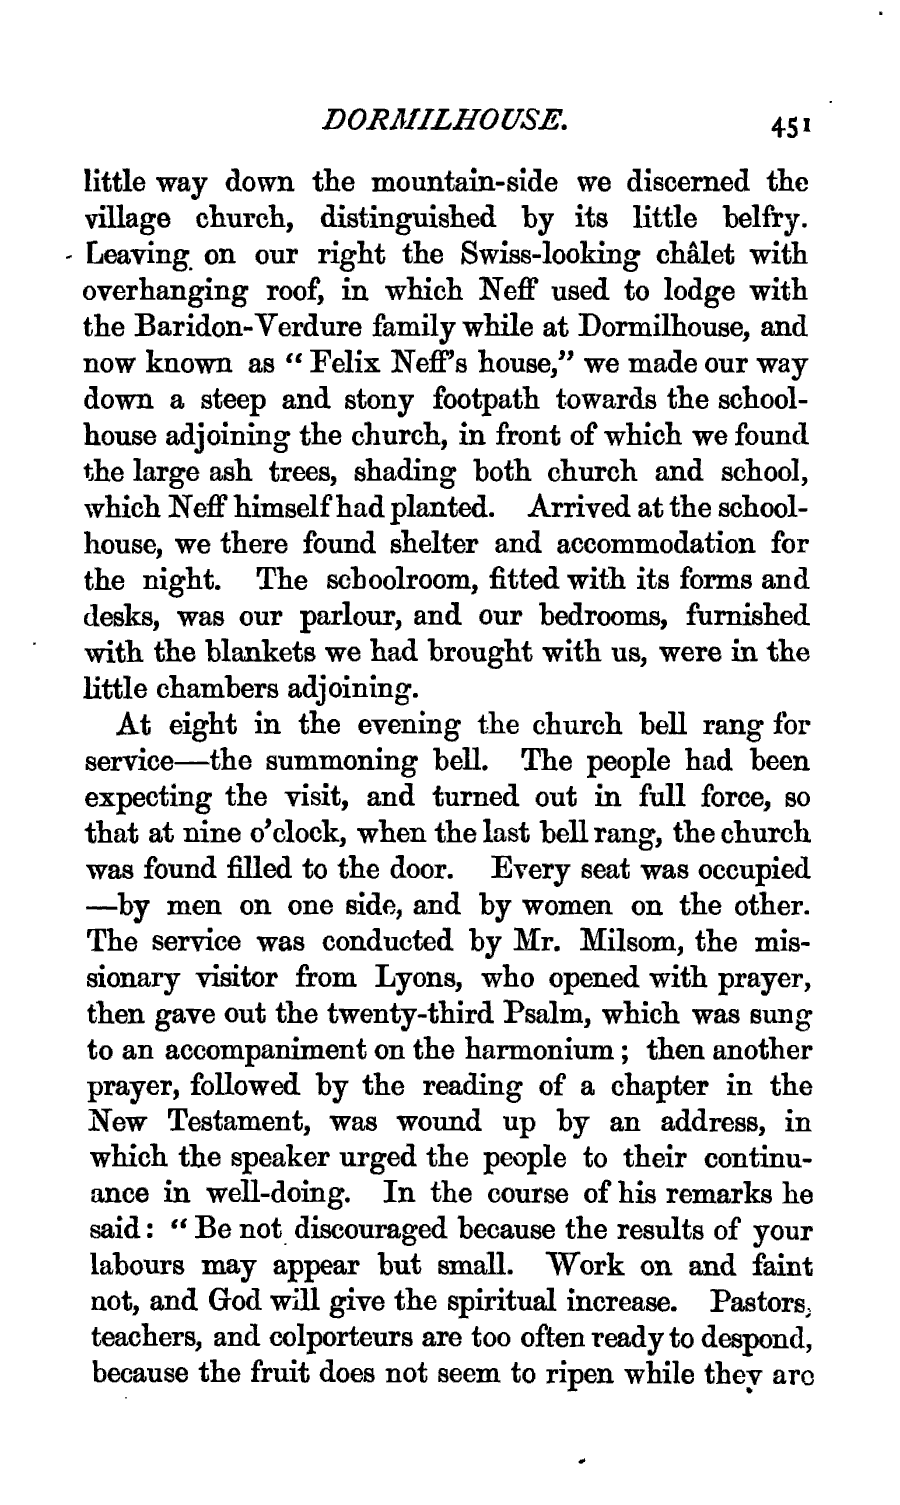 DORMILHOUSE. 451
little way down the mountain-side we discerned the
village church, distinguished by its little belfry.
Leaving on our right the Swiss-looking châlet with
overhanging roof, in which Neff used to lodge with
the Baridon-Verdure family while at Dormilhouse, and
now known as “Felix Neff’s house,” we made our way
down a steep and stony footpath towards the school-
house adjoining the church, in front of which we found
the large ash trees, shading both church and school,
which Neff himself had planted. Arrived at the school-
house, we there found shelter and accommodation for
the night. The schoolroom, fitted with its forms and
desks, was our parlour, and our bedrooms, furnished
with the blankets we had brought with us, were in the
little chambers adjoining.
At eight in the evening the church bell rang for
service—the summoning bell. The people had been
expecting the visit, and turned out in full force, so
that at nine o’clock, when the last bell rang, the church
was found filled to the door. Every seat was occupied
—by men on one side, and by women on the other.
The service was conducted by Mr. Milsom, the mis-
sionary visitor from Lyons, who opened with prayer,
then gave out the twenty-third Psalm, which was sung
to an accompaniment on the harmonium; then another
prayer, followed by the reading of a chapter in the
New Testament, was wound up by an address, in
which the speaker urged the people to their continu-
ance in well-doing. In the course of his remarks he
said: “Be not discouraged because the results of your
labours may appear but small. Work on and faint
not, and God will give the spiritual increase. Pastors,
teachers, and colporteurs are too often ready to despond,
because the fruit does not seem to ripen while they are